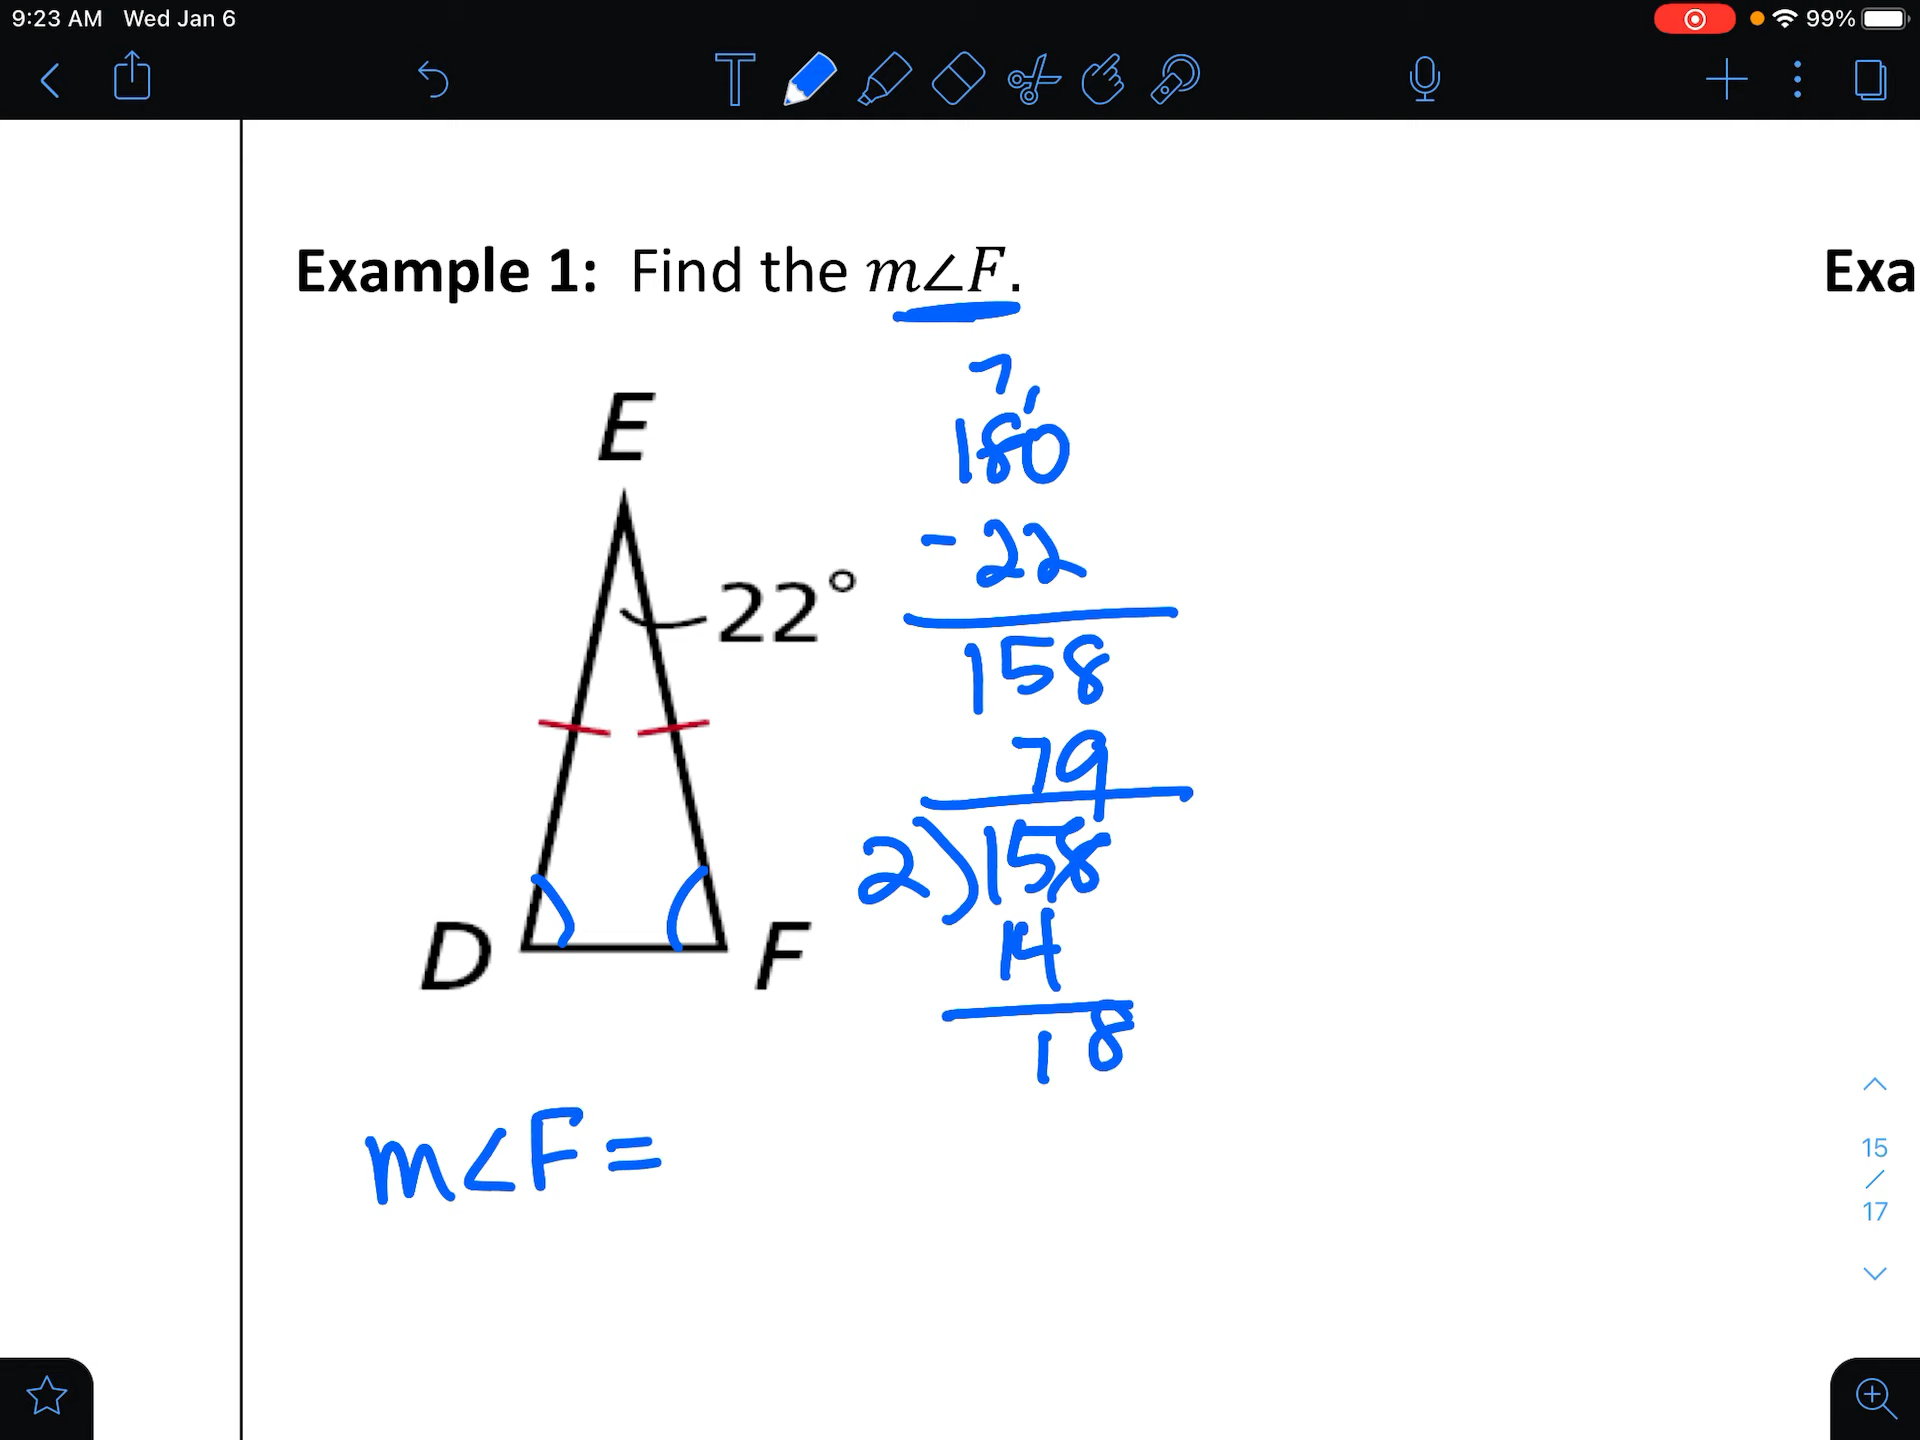 9:23 AM Wed Jan 6
99%
T
Example 1: Find the m∠F.
Exa
E
22°
D
F
7
1
180
-22
158
79
2)158
14
18
m∠F=
15
/
17